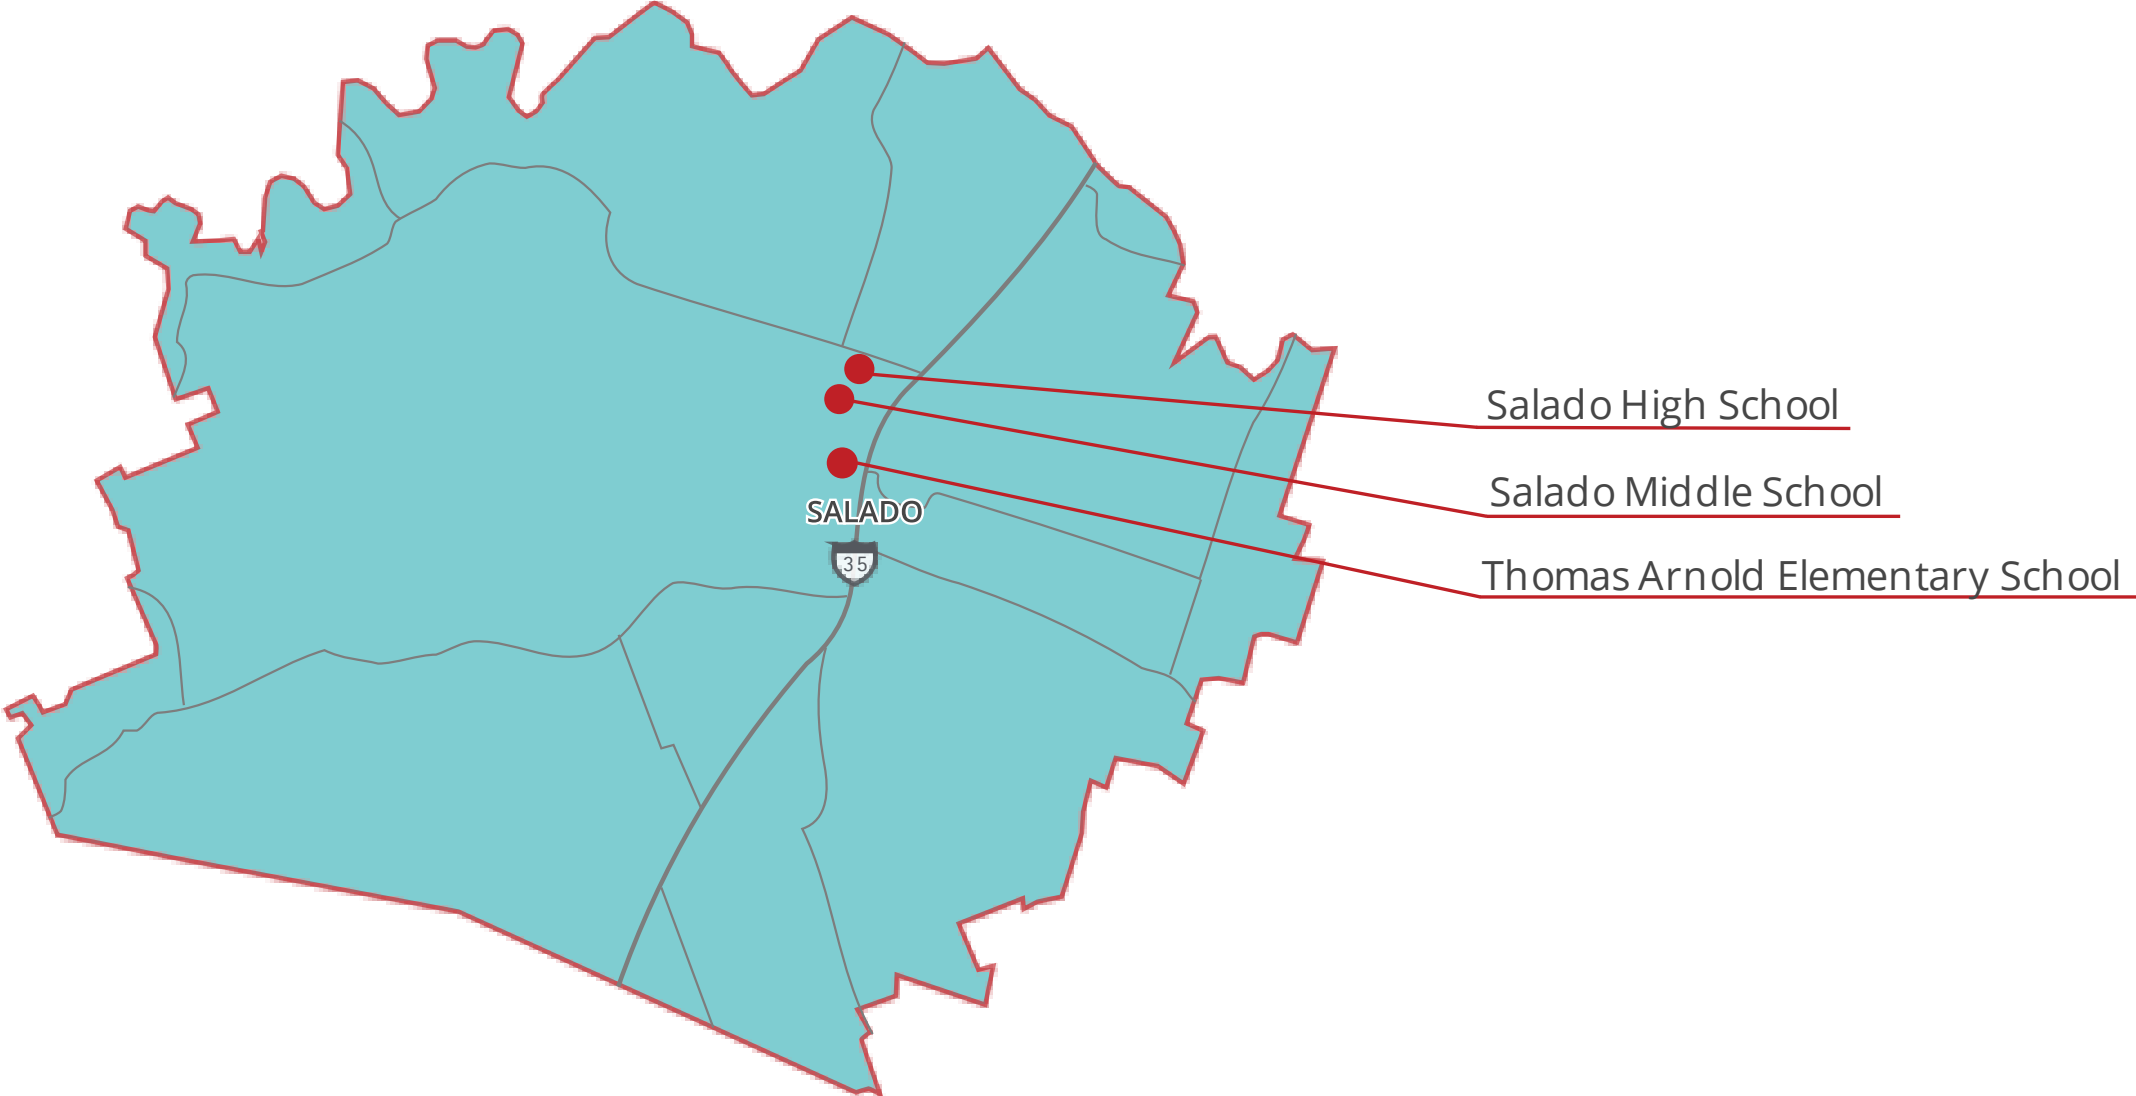 Salado High School
Salado Middle School
SALADO
35
Thomas Arnold Elementary School